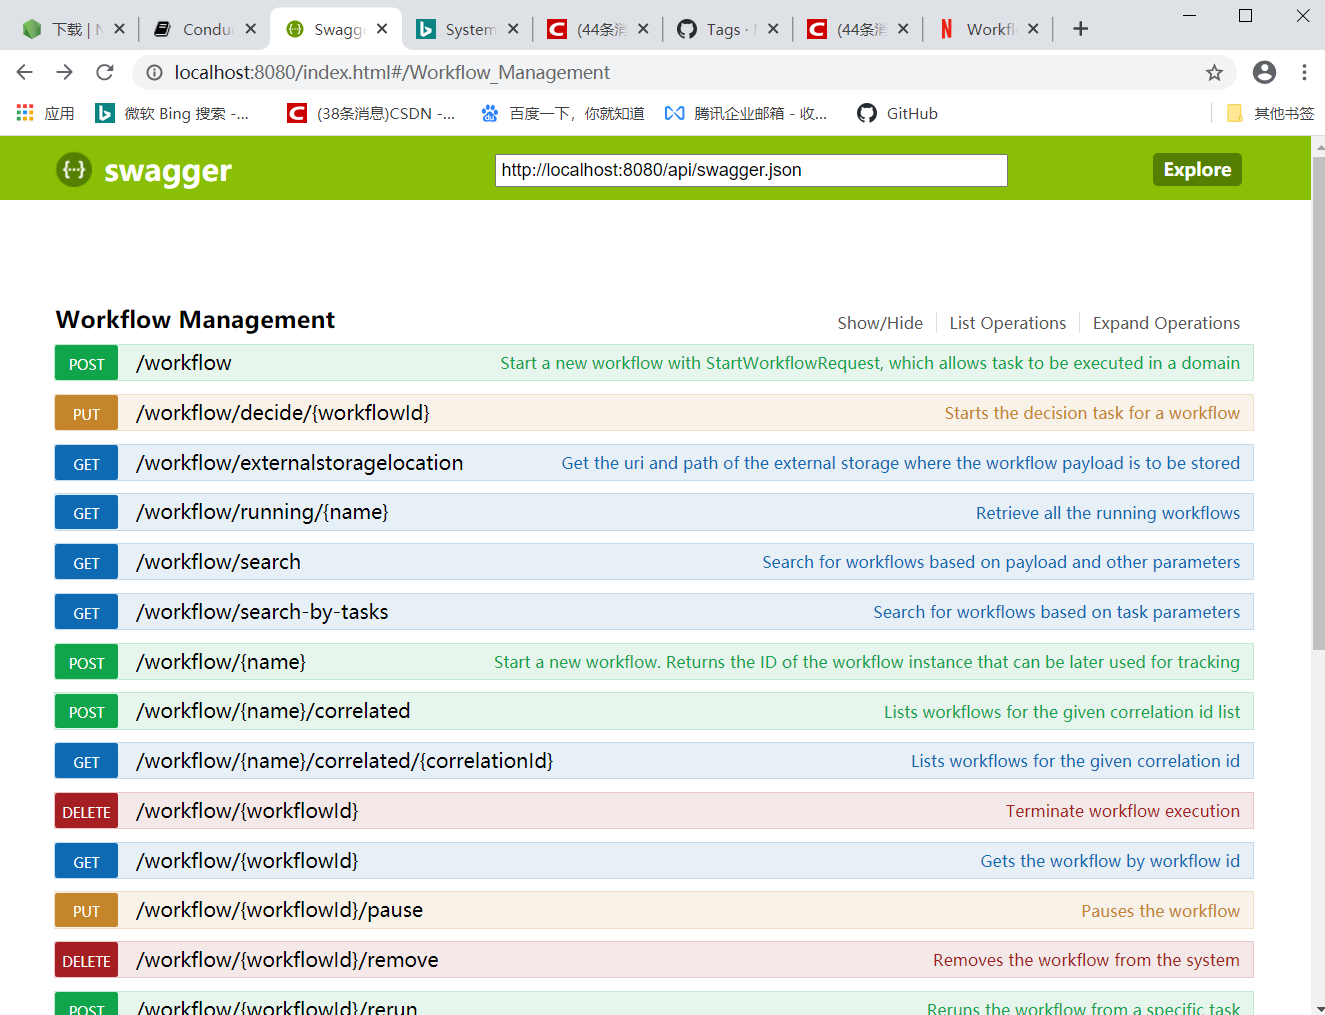 下载 | N
Conduc
Swagge
System
(44条消
Tags ·
(44条消
Workfl
localhost:8080/index.html#/Workflow_Management
应用
微软 Bing 搜索 -...
(38条消息)CSDN -...
百度一下，你就知道
腾讯企业邮箱 - 收...
GitHub
其他书签
swagger
http://localhost:8080/api/swagger.json
Explore
Workflow Management
Show/Hide
List Operations
Expand Operations
POST /workflow Start a new workflow with StartWorkflowRequest, which allows task to be executed in a domain
PUT /workflow/decide/{workflowId} Starts the decision task for a workflow
GET /workflow/externalstoragelocation Get the uri and path of the external storage where the workflow payload is to be stored
GET /workflow/running/{name} Retrieve all the running workflows
GET /workflow/search Search for workflows based on payload and other parameters
GET /workflow/search-by-tasks Search for workflows based on task parameters
POST /workflow/{name} Start a new workflow. Returns the ID of the workflow instance that can be later used for tracking
POST /workflow/{name}/correlated Lists workflows for the given correlation id list
GET /workflow/{name}/correlated/{correlationId} Lists workflows for the given correlation id
DELETE /workflow/{workflowId} Terminate workflow execution
GET /workflow/{workflowId} Gets the workflow by workflow id
PUT /workflow/{workflowId}/pause Pauses the workflow
DELETE /workflow/{workflowId}/remove Removes the workflow from the system
POST /workflow/{workflowId}/rerun Reruns the workflow from a specific task